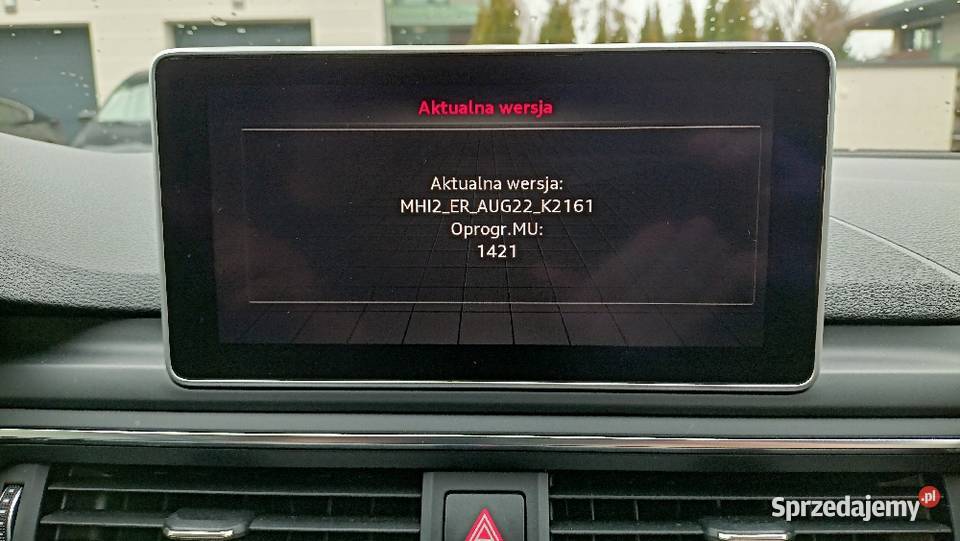 Aktualna wersja
Aktualna wersja:
MHI2_ER_AUG22_K2161
Oprogr.MU:
1421
Sprzedajemy.pl